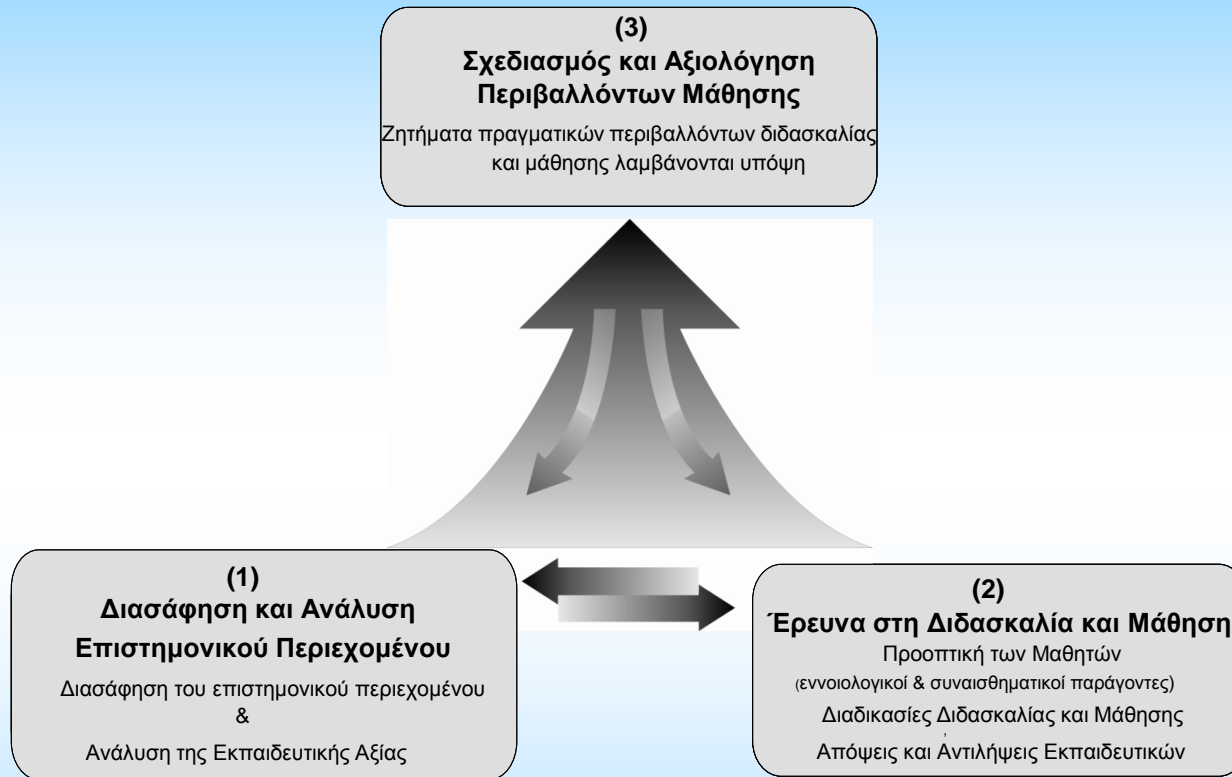 (3)
Σχεδιασμός και Αξιολόγηση
Περιβαλλόντων Μάθησης
Ζητήματα πραγματικών περιβαλλόντων διδασκαλίας
και μάθησης λαμβάνονται υπόψη
(1)
Διασάφηση και Ανάλυση
Επιστημονικού Περιεχομένου
Διασάφηση του επιστημονικού περιεχομένου
&
Ανάλυση της Εκπαιδευτικής Αξίας
(2)
Έρευνα στη Διδασκαλία και Μάθηση
Προοπτική των Μαθητών
(εννοιολογικοί & συναισθηματικοί παράγοντες)
Διαδικασίες Διδασκαλίας και Μάθησης
,
Απόψεις και Αντιλήψεις Εκπαιδευτικών